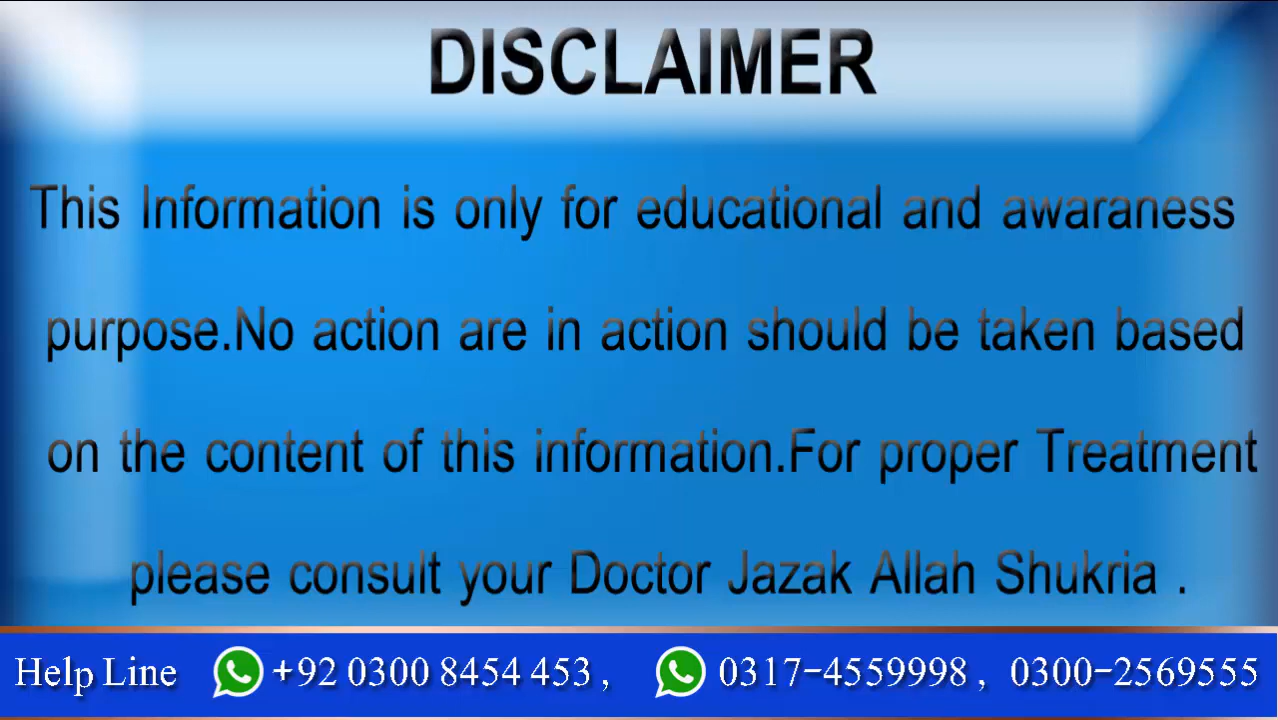 DISCLAIMER
This Information is only for educational and awaraness
purpose.No action are in action should be taken based
on the content of this information.For proper Treatment
please consult your Doctor Jazak Allah Shukria .
Help Line +92 0300 8454 453 , 0317-4559998 , 0300-2569555